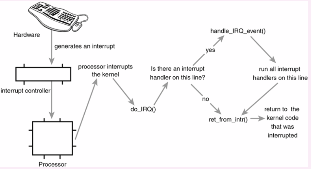 Hardware
generates an interrupt
interrupt controller
Processor
processor interrupts
the kernel
do_IRQ()
Is there an interrupt
handler on this line?
yes
no
handle_IRQ_event()
run all interrupt
handlers on this line
ret_from_intr()
return to the
kernel code
that was
interrupted